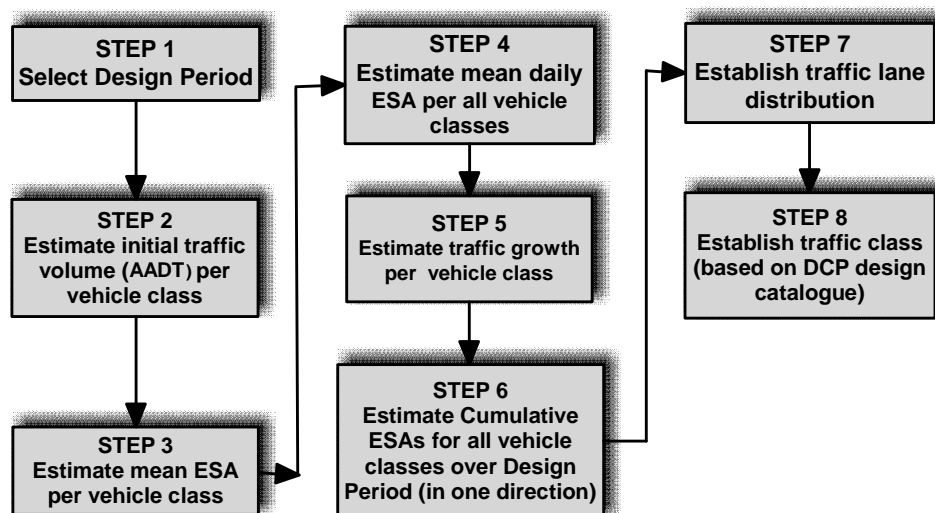 STEP 1
Select Design Period
STEP 2
Estimate initial traffic
volume (AADT) per
vehicle class
STEP 3
Estimate mean ESA
per vehicle class
STEP 4
Estimate mean daily
ESA per all vehicle
classes
STEP 5
Estimate traffic growth
per vehicle class
STEP 6
Estimate Cumulative
ESAs for all vehicle
classes over Design
Period (in one direction)
STEP 7
Establish traffic lane
distribution
STEP 8
Establish traffic class
(based on DCP design
catalogue)